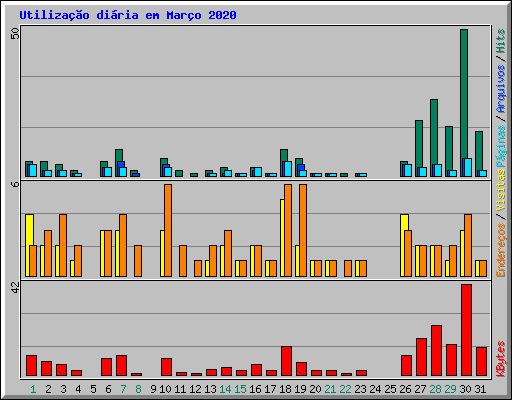 Utilização diária em Março 2020
50
6
42
Endereços / Visitas Páginas / Arquivos / Hits
KBytes
1 2 3 4 5 6 7 8 9 10 11 12 13 14 15 16 17 18 19 20 21 22 23 24 25 26 27 28 29 30 31